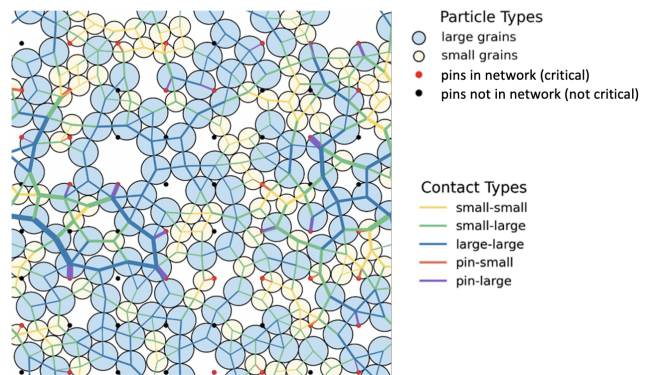 Particle Types
large grains
small grains
pins in network (critical)
pins not in network (not critical)
Contact Types
small-small
small-large
large-large
pin-small
pin-large